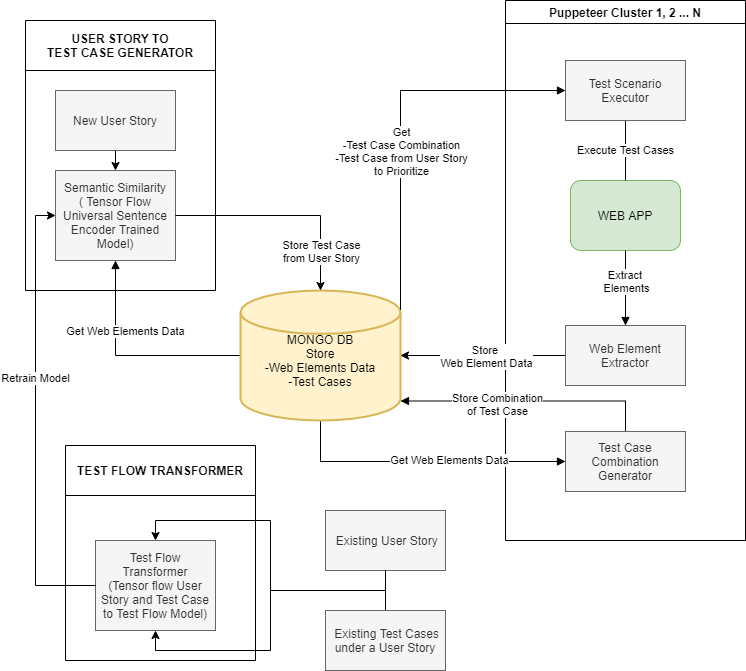 USER STORY TO
TEST CASE GENERATOR
New User Story
Semantic Similarity
( Tensor Flow
Universal Sentence
Encoder Trained
Model)
Store Test Case
from User Story
Get Web Elements Data
Retrain Model
MONGO DB
Store
-Web Elements Data
-Test Cases
Get
-Test Case Combination
-Test Case from User Story
to Prioritize
Puppeteer Cluster 1, 2 ... N
Test Scenario
Executor
Execute Test Cases
WEB APP
Extract
Elements
Web Element
Extractor
Store
Web Element Data
Store Combination
of Test Case
Get Web Elements Data
Test Case
Combination
Generator
TEST FLOW TRANSFORMER
Test Flow
Transformer
(Tensor flow User
Story and Test Case
to Test Flow Model)
Existing User Story
Existing Test Cases
under a User Story